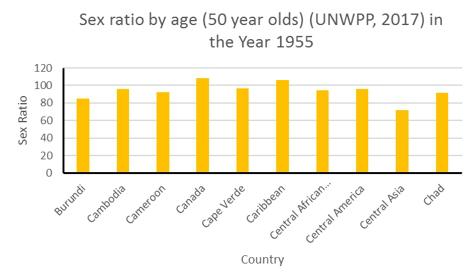 Sex ratio by age (50 year olds) (UNWPP, 2017) in
the Year 1955
120
100
80
60
40
20
0
Sex Ratio
Burundi
Cambodia
Cameroon
Canada
Cape Verde
Caribbean
Central African...
Central America
Central Asia
Chad
Country